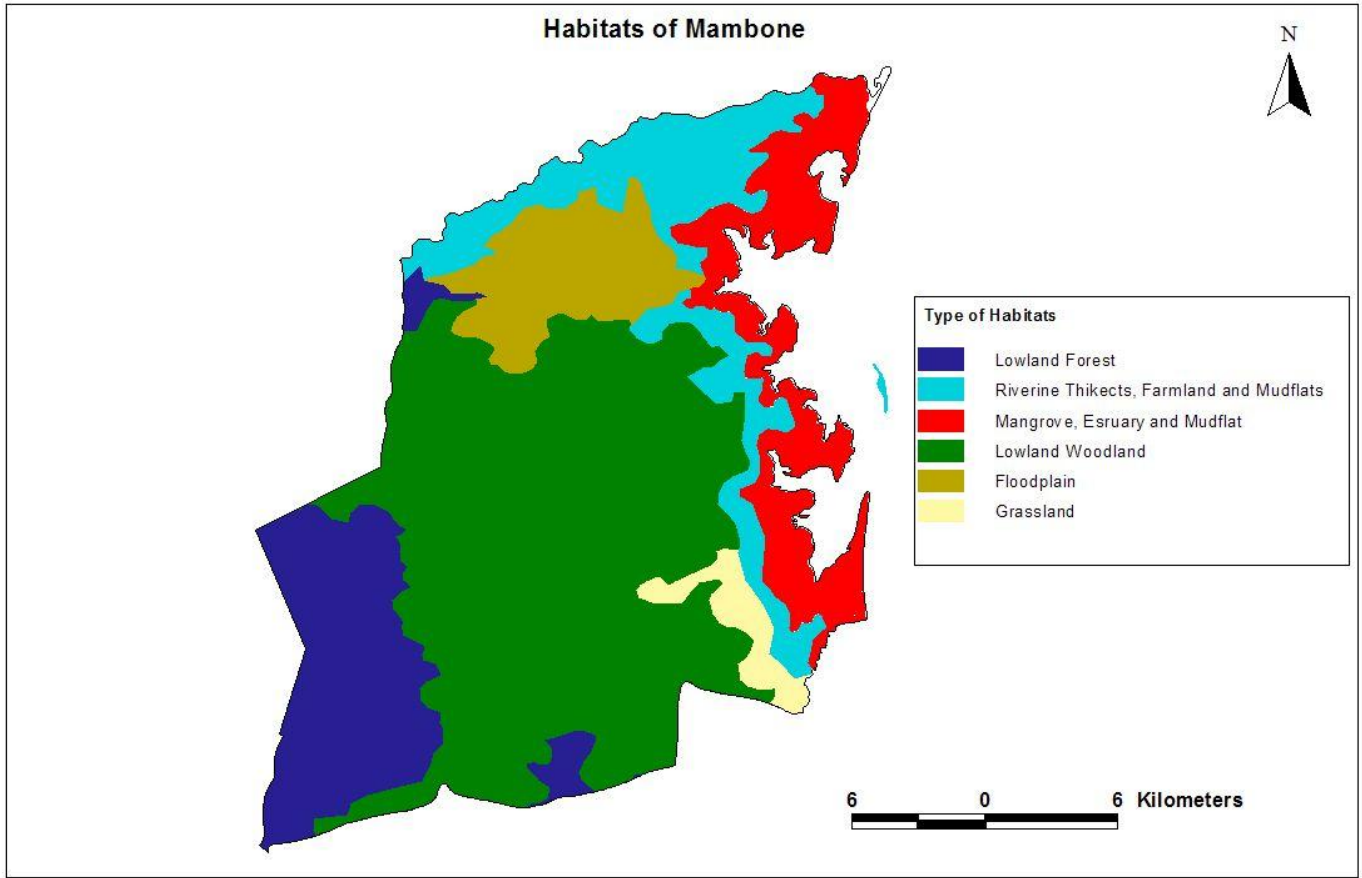 Habitats of Mambone
N
Type of Habitats
Lowland Forest
Riverine Thikects, Farmland and Mudflats
Mangrove, Esruary and Mudflat
Lowland Woodland
Floodplain
Grassland
6 0 6 Kilometers